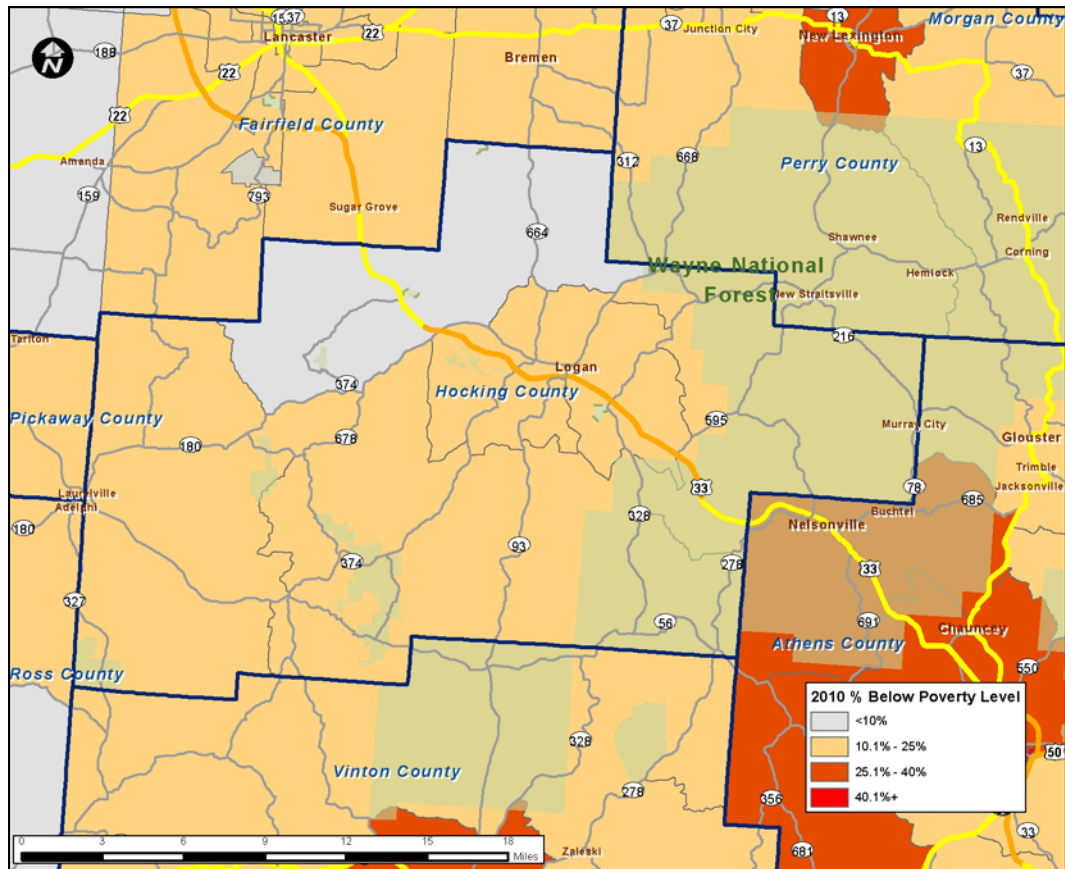 15 37
13
Morgan County
Lancaster
22
37
Junction City
New Lexington
188
N
Bremen
22
37
22
Fairfield County
13
Amanda
312
668
Perry County
159
793
Sugar Grove
Rendville
664
Shawnee
Corning
Wayne National
Forest
Hemlock
New Straitsville
Tarlton
216
Logan
374
Hocking County
Pickaway County
595
Murray City
678
180
Glouster
Trimble
Laurelville
Adelphi
33
78
685
Jacksonville
Buchtel
180
328
Nelsonville
93
374
278
33
327
56
691
Chauncey
Athens County
Ross County
550
2010 % Below Poverty Level
<10%
10.1% - 25%
25.1% - 40%
40.1%+
328
50
Vinton County
278
356
33
0 3 6 9 12 15 18
Miles
Zaleski
681